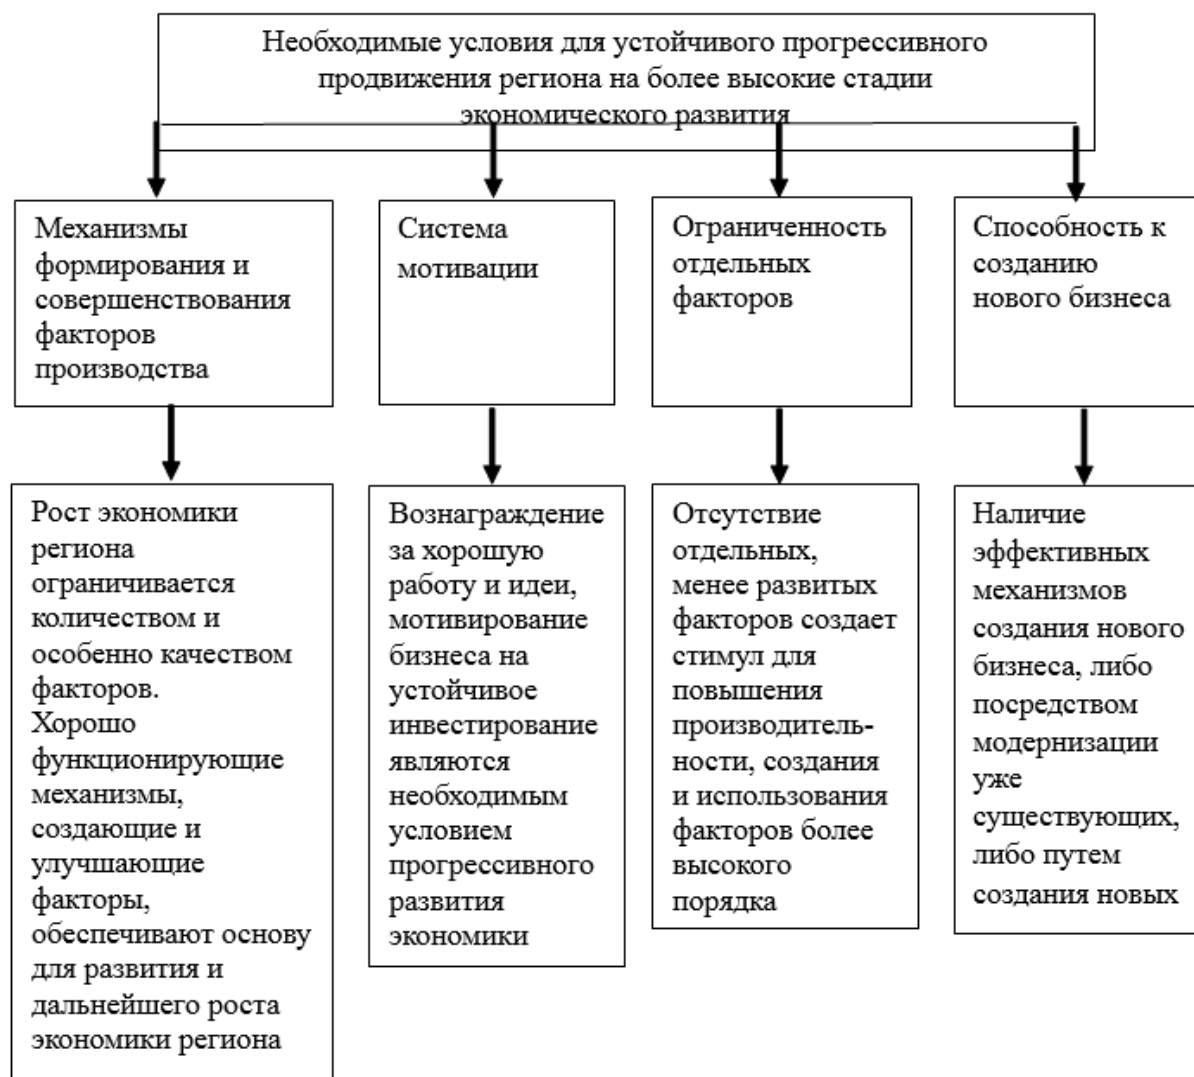 Необходимые условия для устойчивого прогрессивного
продвижения региона на более высокие стадии
экономического развития
Механизмы
формирования и
совершенствования
факторов
производства
Система
мотивации
Ограниченность
отдельных
факторов
Способность к
созданию
нового бизнеса
Рост экономики
региона
ограничивается
количеством и
особенно качеством
факторов.
Хорошо
функционирующие
механизмы,
создающие и
улучшающие
факторы,
обеспечивают основу
для развития и
дальнейшего роста
экономики региона
Вознаграждение
за хорошую
работу и идеи,
мотивирование
бизнеса на
устойчивое
инвестирование
являются
необходимым
условием
прогрессивного
развития
экономики
Отсутствие
отдельных,
менее развитых
факторов создает
стимул для
повышения
производитель-
ности, создания
и использования
факторов более
высокого
порядка
Наличие
эффективных
механизмов
создания нового
бизнеса, либо
посредством
модернизации
уже
существующих,
либо путем
создания новых